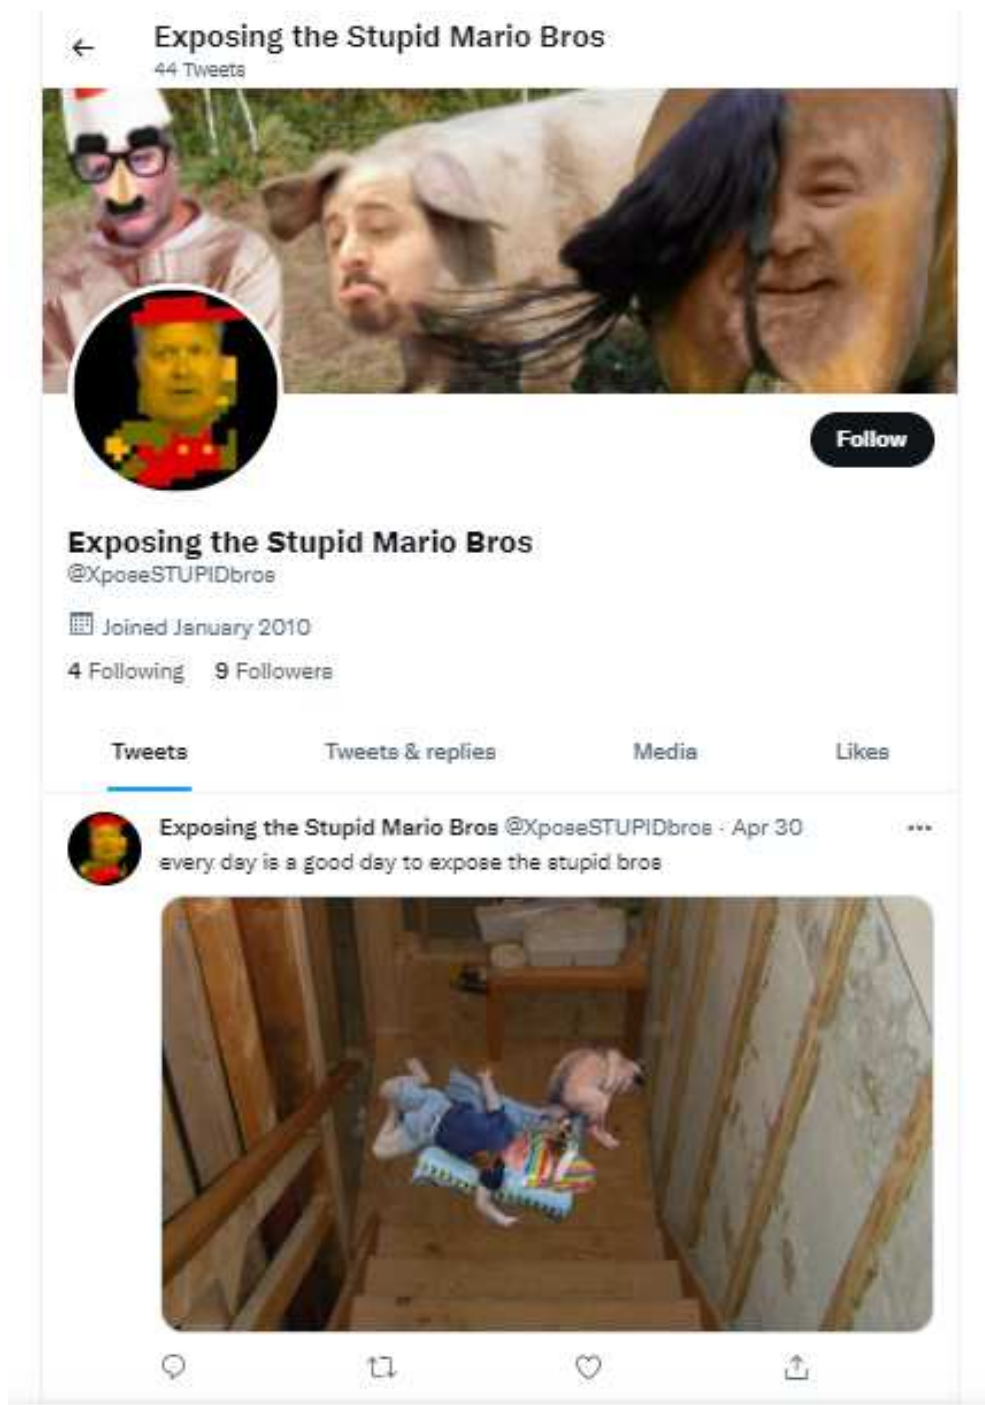 Exposing the Stupid Mario Bros
44 Tweets
Follow
Exposing the Stupid Mario Bros
@XposeSTUPIDbros
Joined January 2010
4 Following 9 Followers
Tweets Tweets & replies Media Likes
Exposing the Stupid Mario Bros @XposeSTUPIDbros · Apr 30
every day is a good day to expose the stupid bros